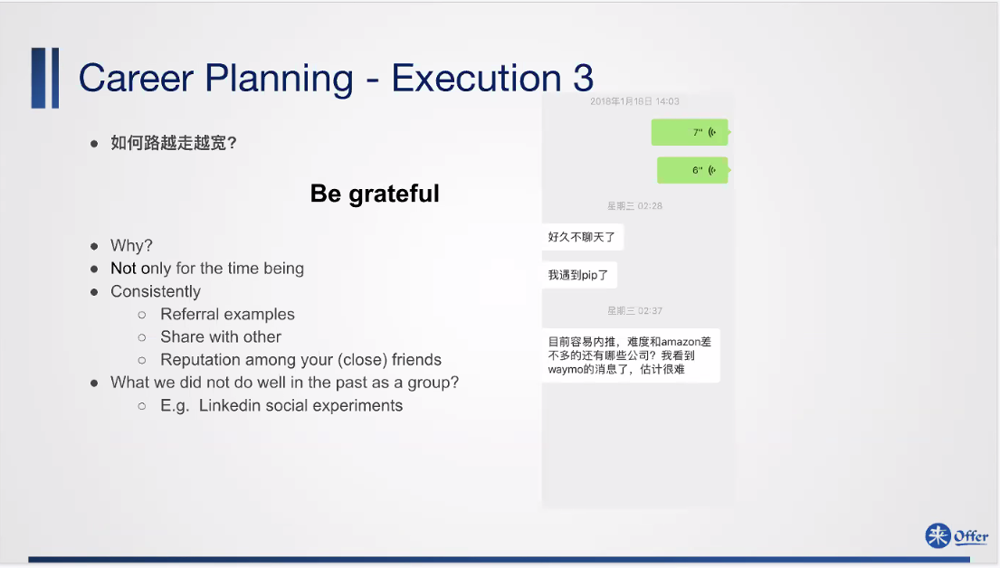 Career Planning - Execution 3
如何路越走越宽?
Be grateful
Why?
Not only for the time being
Consistently
Referral examples
Share with other
Reputation among your (close) friends
What we did not do well in the past as a group?
E.g. Linkedin social experiments
2018年1月18日 14:03
7"
6"
星期三 02:28
好久不聊天了
我遇到pip了
星期三 02:37
目前容易内推，难度和amazon差
不多的还有哪些公司？我看到
waymo的消息了，估计很难
来 Offer